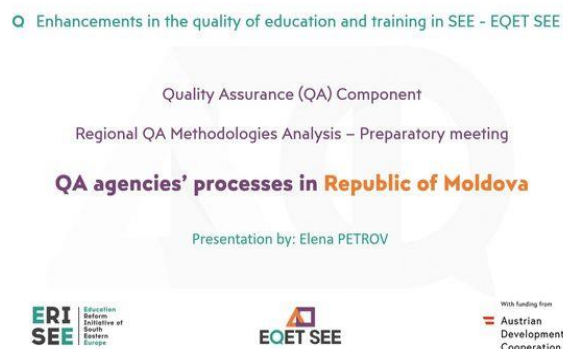 Enhancements in the quality of education and training in SEE - EQET SEE
Quality Assurance (QA) Component
Regional QA Methodologies Analysis – Preparatory meeting
QA agencies' processes in Republic of Moldova
Presentation by: Elena PETROV
ERI SEE
Education
Reform
Initiative of
South
Eastern
Europe
EQET SEE
With funding from
Austrian
Development
Cooperation